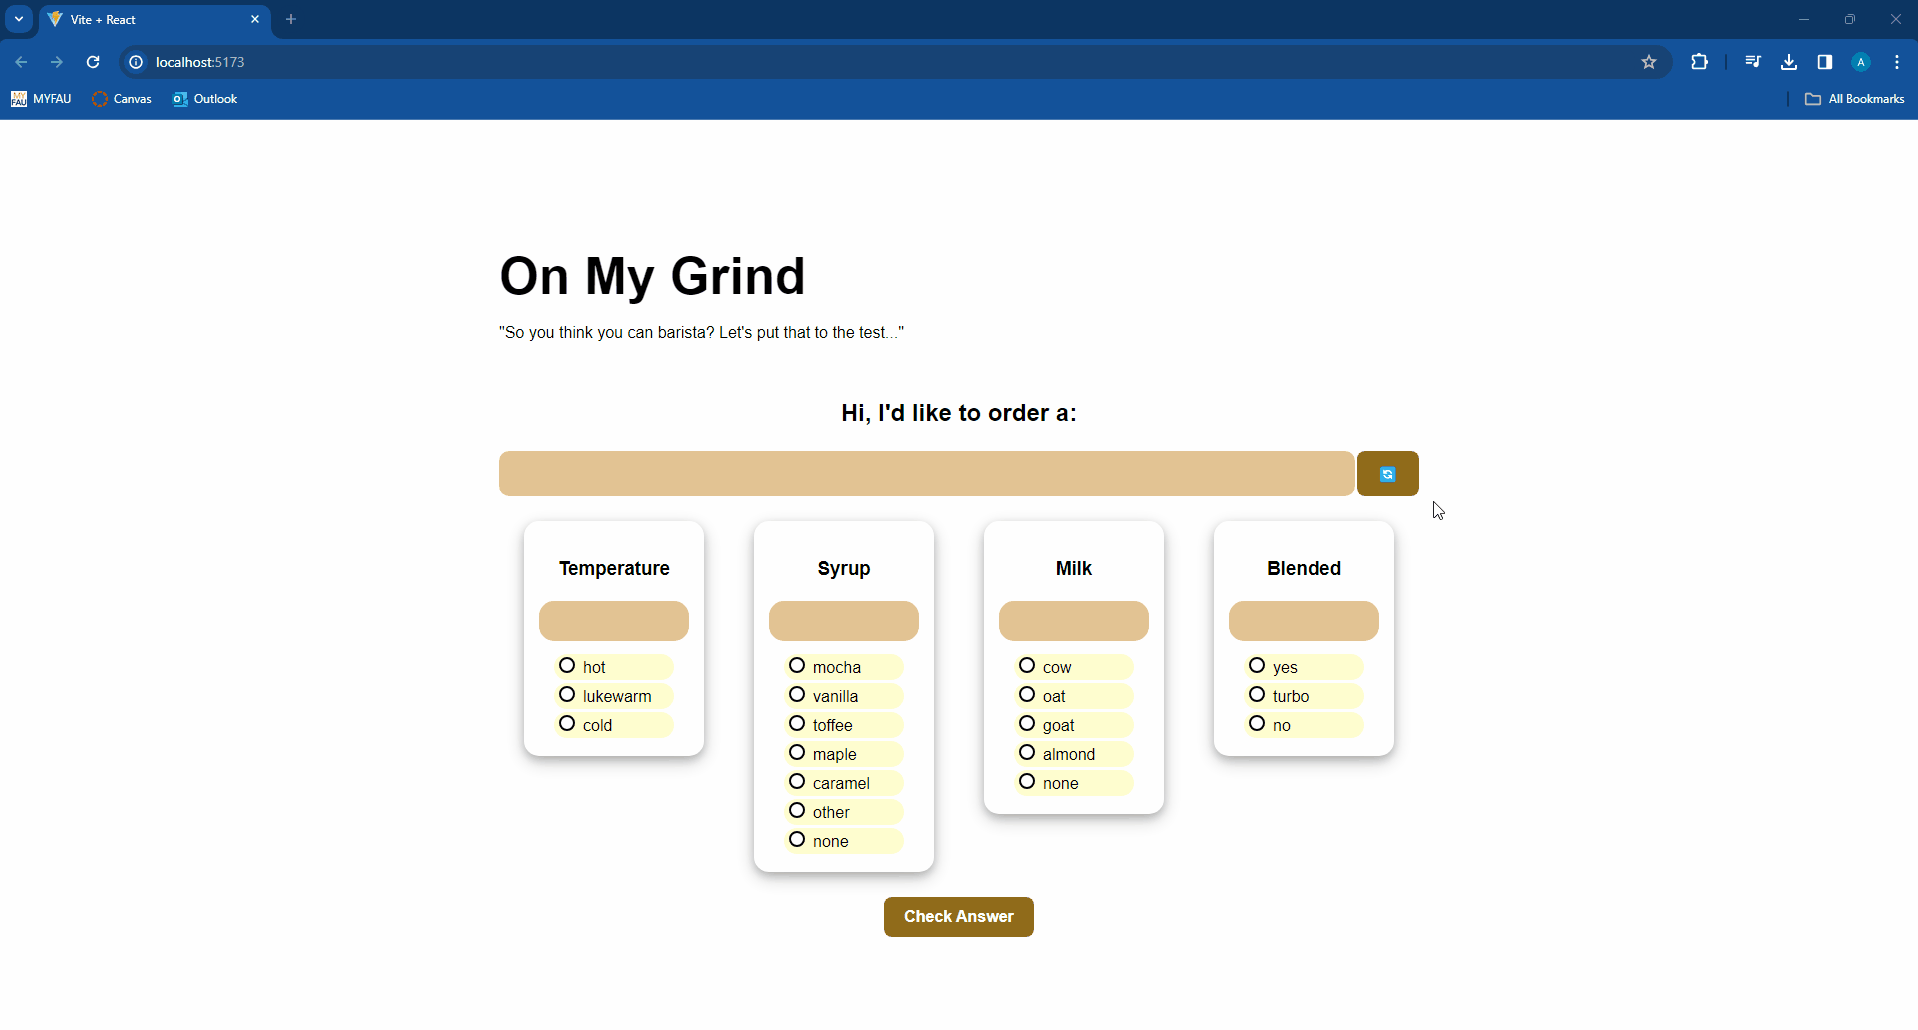 Vite + React
localhost:5173
MY FAU MYFAU Canvas Outlook All Bookmarks
A
On My Grind
"So you think you can barista? Let's put that to the test..."
Hi, I'd like to order a:
Temperature
hot
lukewarm
cold
Syrup
mocha
vanilla
toffee
maple
caramel
other
none
Milk
cow
oat
goat
almond
none
Blended
yes
turbo
no
Check Answer